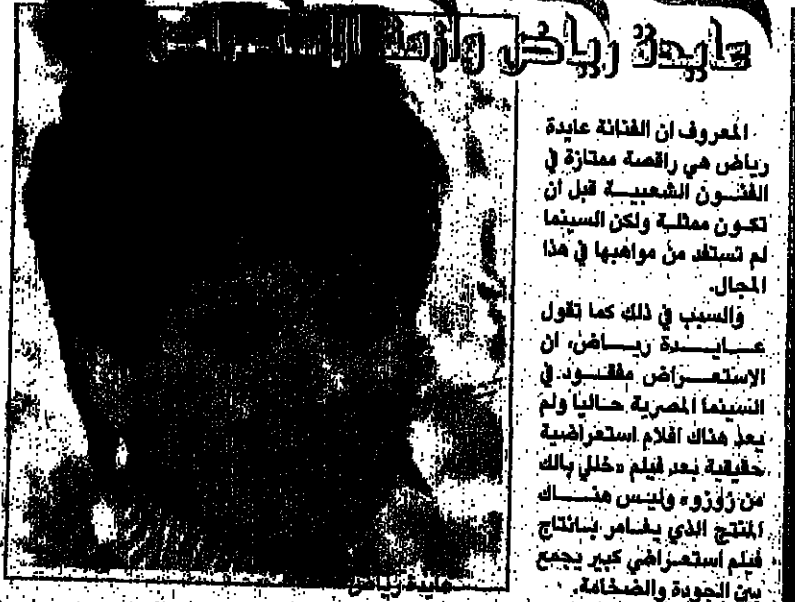 عايدة رياض وأزمة
المعروف ان الفنانة عايدة
رياض هي راقصة ممتازة في
الفنون الشعبية قبل ان
تكون ممثلة ولكن السينما
لم تستفد من مواهبها في هذا
المجال.
والسبب في ذلك كما تقول
عايدة رياض، ان
الاستعراض مفقود في
السينما المصرية حاليا ولم
يعد هناك افلام استعراضية
حقيقية بعد فيلم «خللي بالك
من زوزو» وليس هناك
المنتج الذي يغامر بانتاج
فيلم استعراضي كبير يجمع
بين الجودة والضخامة.
عايدة رياض